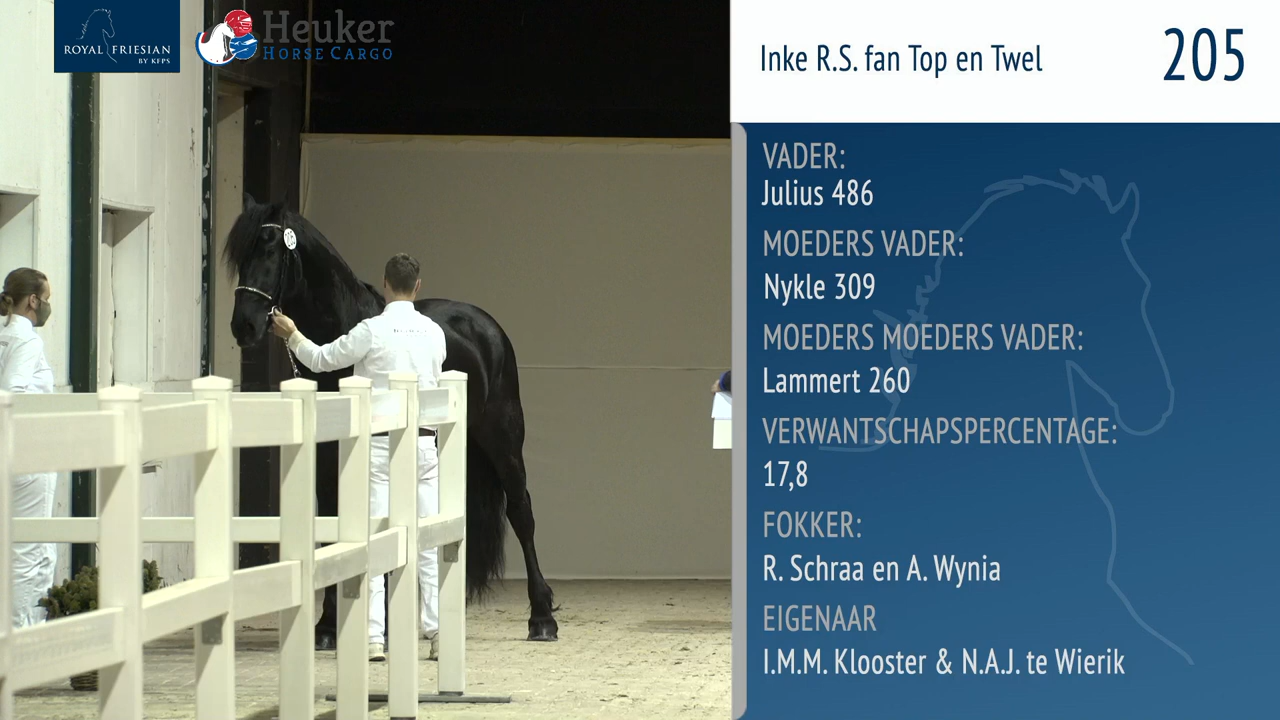 ROYAL FRIESIAN
BY KFPS
Heuker
HORSE CARGO
Inke R.S. fan Top en Twel
205
VADER:
Julius 486
MOEDERS VADER:
Nykle 309
MOEDERS MOEDERS VADER:
Lammert 260
VERWANTSCHAPSPERCENTAGE:
17,8
FOKKER:
R. Schraa en A. Wynia
EIGENAAR
I.M.M. Klooster & N.A.J. te Wierik